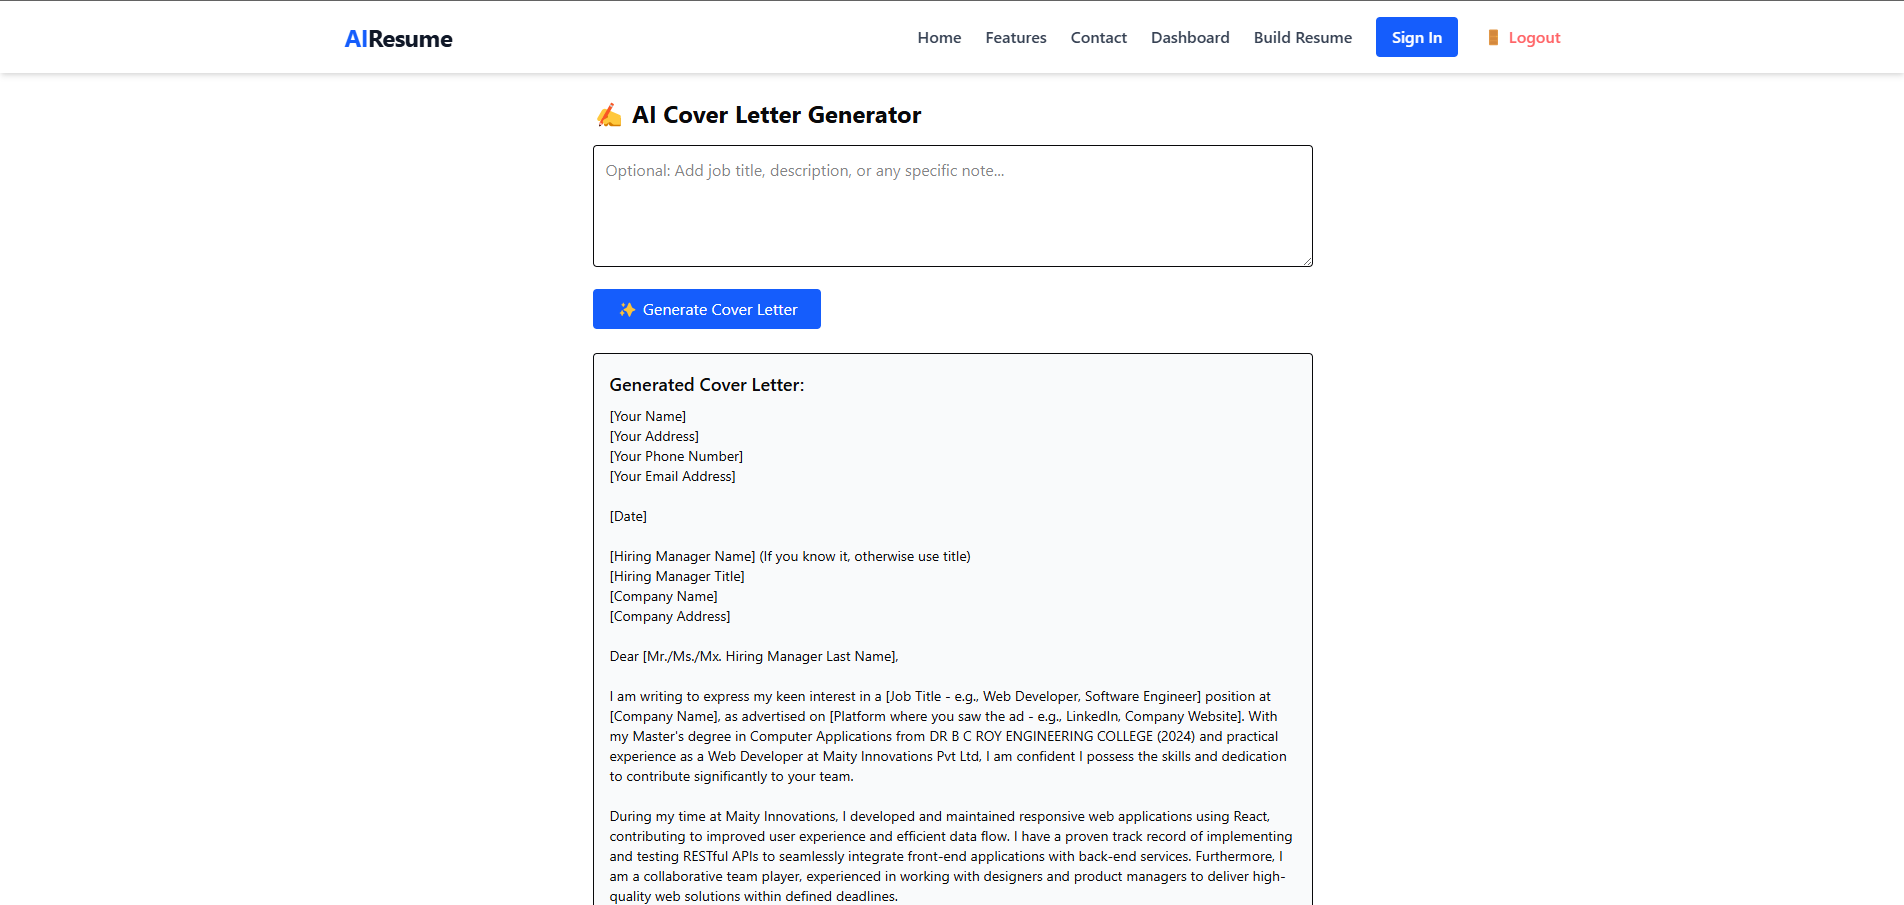 AIResume
Home
Features
Contact
Dashboard
Build Resume
Sign In
Logout
AI Cover Letter Generator
Optional: Add job title, description, or any specific note...
Generate Cover Letter
Generated Cover Letter:
[Your Name]
[Your Address]
[Your Phone Number]
[Your Email Address]
[Date]
[Hiring Manager Name] (If you know it, otherwise use title)
[Hiring Manager Title]
[Company Name]
[Company Address]
Dear [Mr./Ms./Mx. Hiring Manager Last Name],
I am writing to express my keen interest in a [Job Title - e.g., Web Developer, Software Engineer] position at
[Company Name], as advertised on [Platform where you saw the ad - e.g., LinkedIn, Company Website]. With
my Master's degree in Computer Applications from DR B C ROY ENGINEERING COLLEGE (2024) and practical
experience as a Web Developer at Maity Innovations Pvt Ltd, I am confident I possess the skills and dedication
to contribute significantly to your team.
During my time at Maity Innovations, I developed and maintained responsive web applications using React,
contributing to improved user experience and efficient data flow. I have a proven track record of implementing
and testing RESTful APIs to seamlessly integrate front-end applications with back-end services. Furthermore, I
am a collaborative team player, experienced in working with designers and product managers to deliver high-
quality web solutions within defined deadlines.